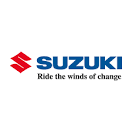 SUZUKI
Ride the winds of change